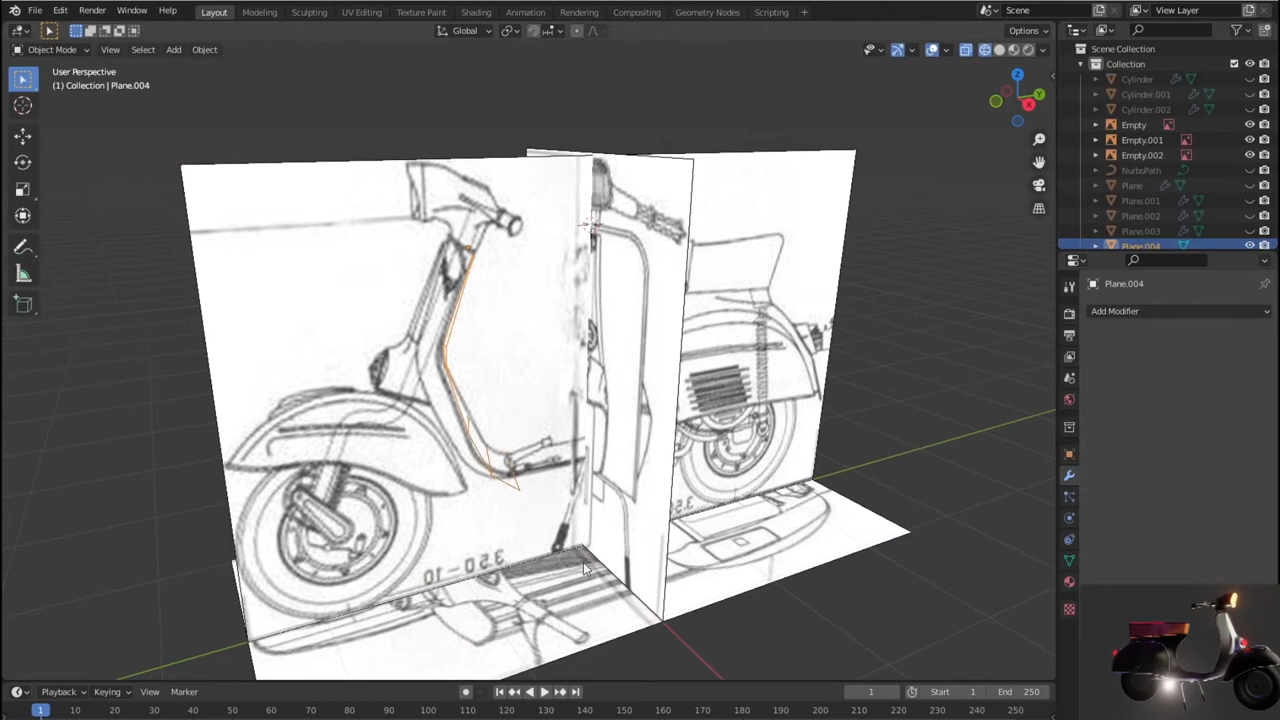 File Edit Render Window Help Layout Modeling Sculpting UV Editing Texture Paint Shading Animation Rendering Compositing Geometry Nodes Scripting + Scene View Layer
Global Options
Object Mode View Select Add Object
User Perspective
(1) Collection | Plane.004
Z
Y
X
Scene Collection
Collection
Cylinder
Cylinder.001
Cylinder.002
Empty
Empty.001
Empty.002
NurbsPath
Plane
Plane.001
Plane.002
Plane.003
Plane.004
Plane.004
Add Modifier
3.50-10
Playback Keying View Marker 1 Start 1 End 250
1 10 20 30 40 50 60 70 80 90 100 110 120 130 140 150 160 170 180 190 200 210 220 230 240 250